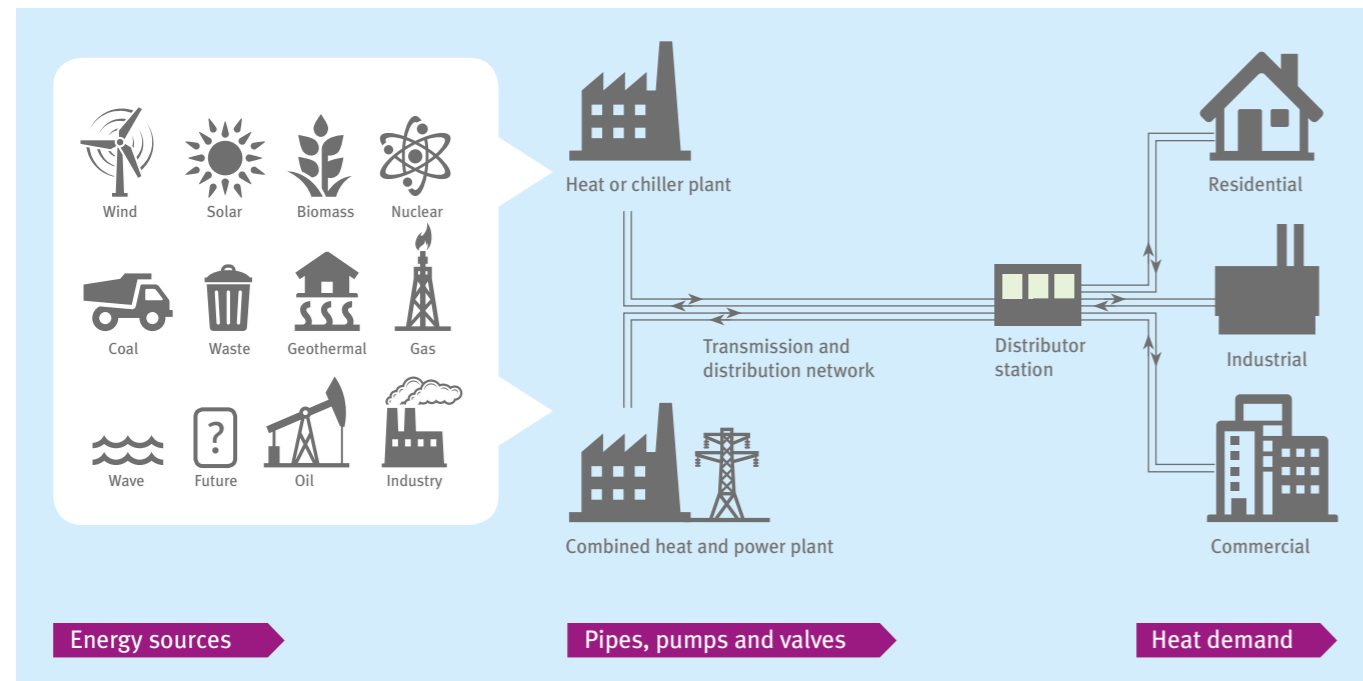 Wind
Solar
Biomass
Nuclear
Coal
Waste
Geothermal
Gas
Wave
?
Future
Oil
Industry
Heat or chiller plant
Transmission and
distribution network
Combined heat and power plant
Distributor
station
Residential
Industrial
Commercial
Energy sources
Pipes, pumps and valves
Heat demand